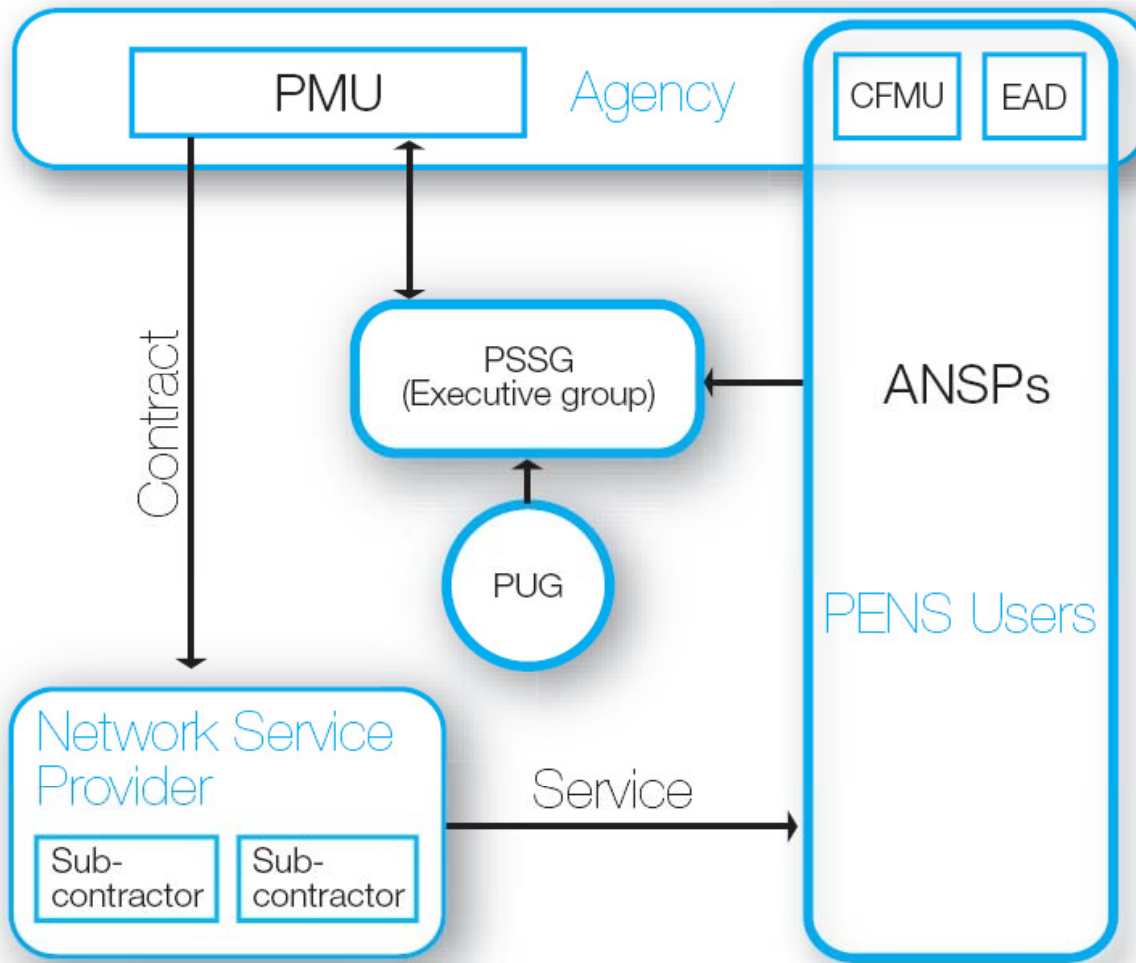 PMU
Agency
CFMU
EAD
Contract
PSSG
(Executive group)
ANSPs
PUG
PENS Users
Network Service
Provider
Service
Sub-
contractor
Sub-
contractor